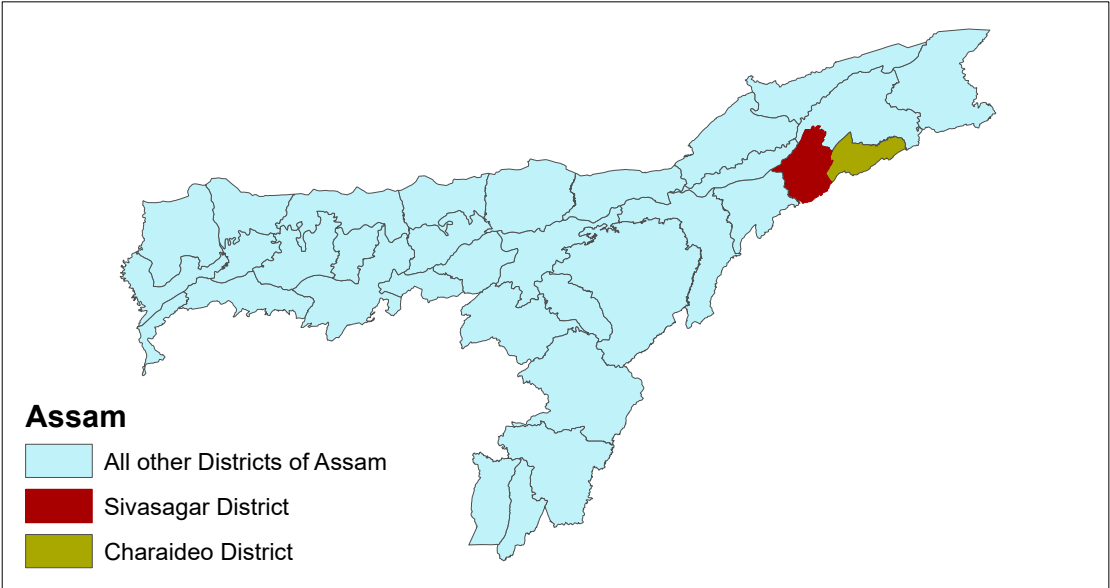 Assam
All other Districts of Assam
Sivasagar District
Charaideo District